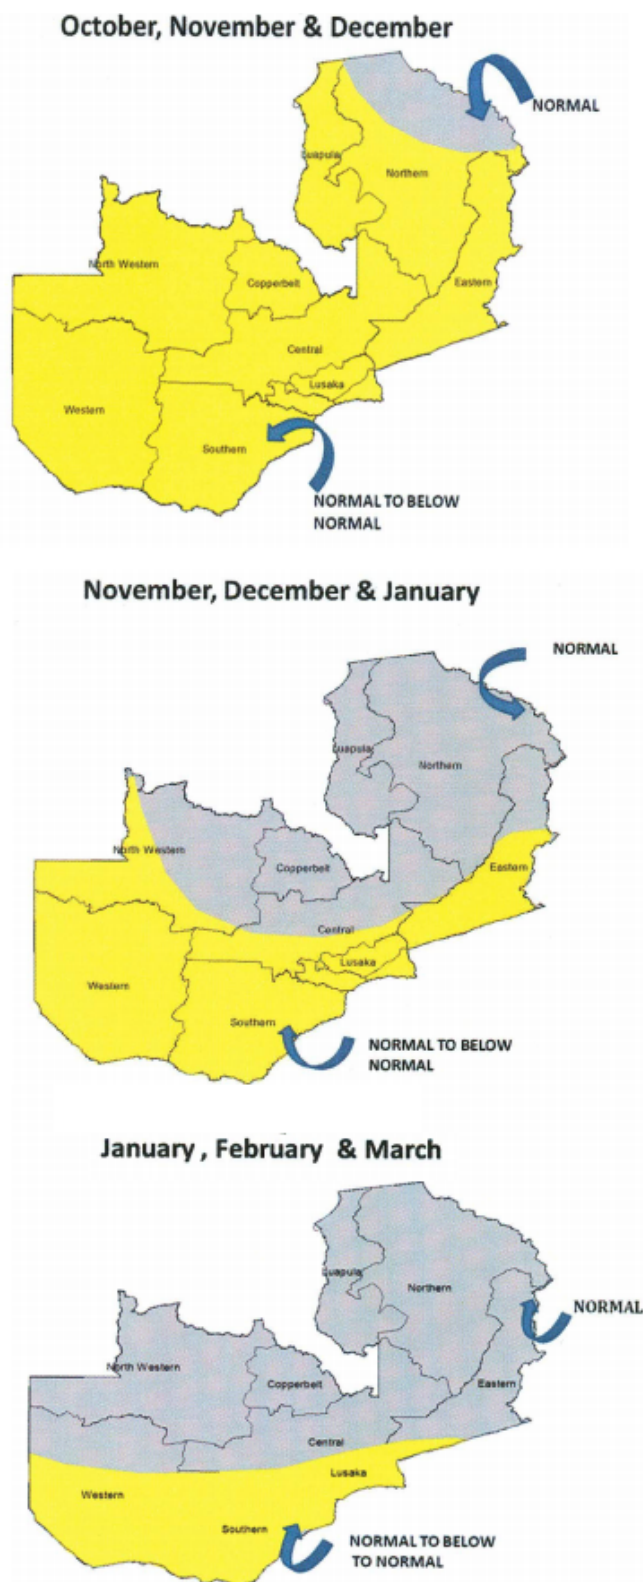 October, November & December
NORMAL
Luapula
Northern
North Western
Copperbelt
Eastern
Central
Lusaka
Western
Southern
NORMAL TO BELOW
NORMAL
November, December & January
NORMAL
Luapula
Northern
North Western
Copperbelt
Eastern
Central
Lusaka
Western
Southern
NORMAL TO BELOW
NORMAL
January , February & March
Luapula
Northern
NORMAL
North Western
Copperbelt
Eastern
Central
Lusaka
Western
Southern
NORMAL TO BELOW
TO NORMAL